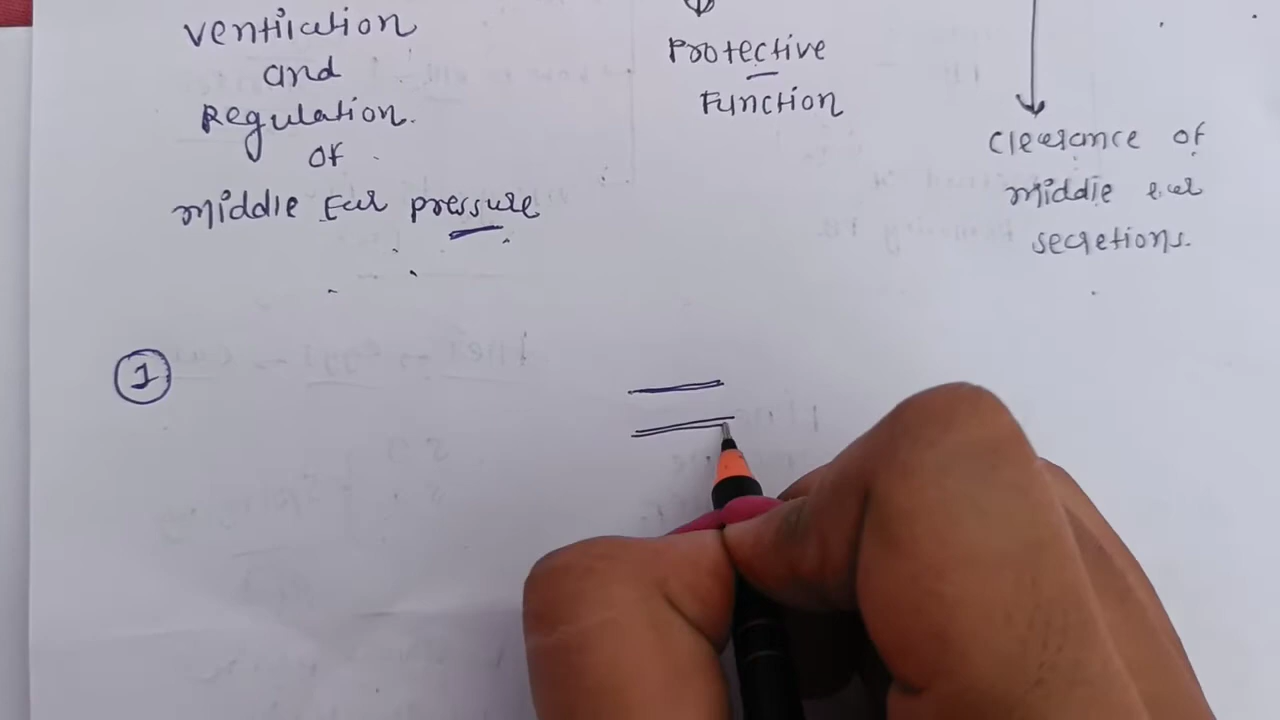 ventilation
and
Regulation.
of
middle Ear pressure
Protective
Function
Clearance of
middle ear
secretions.
1